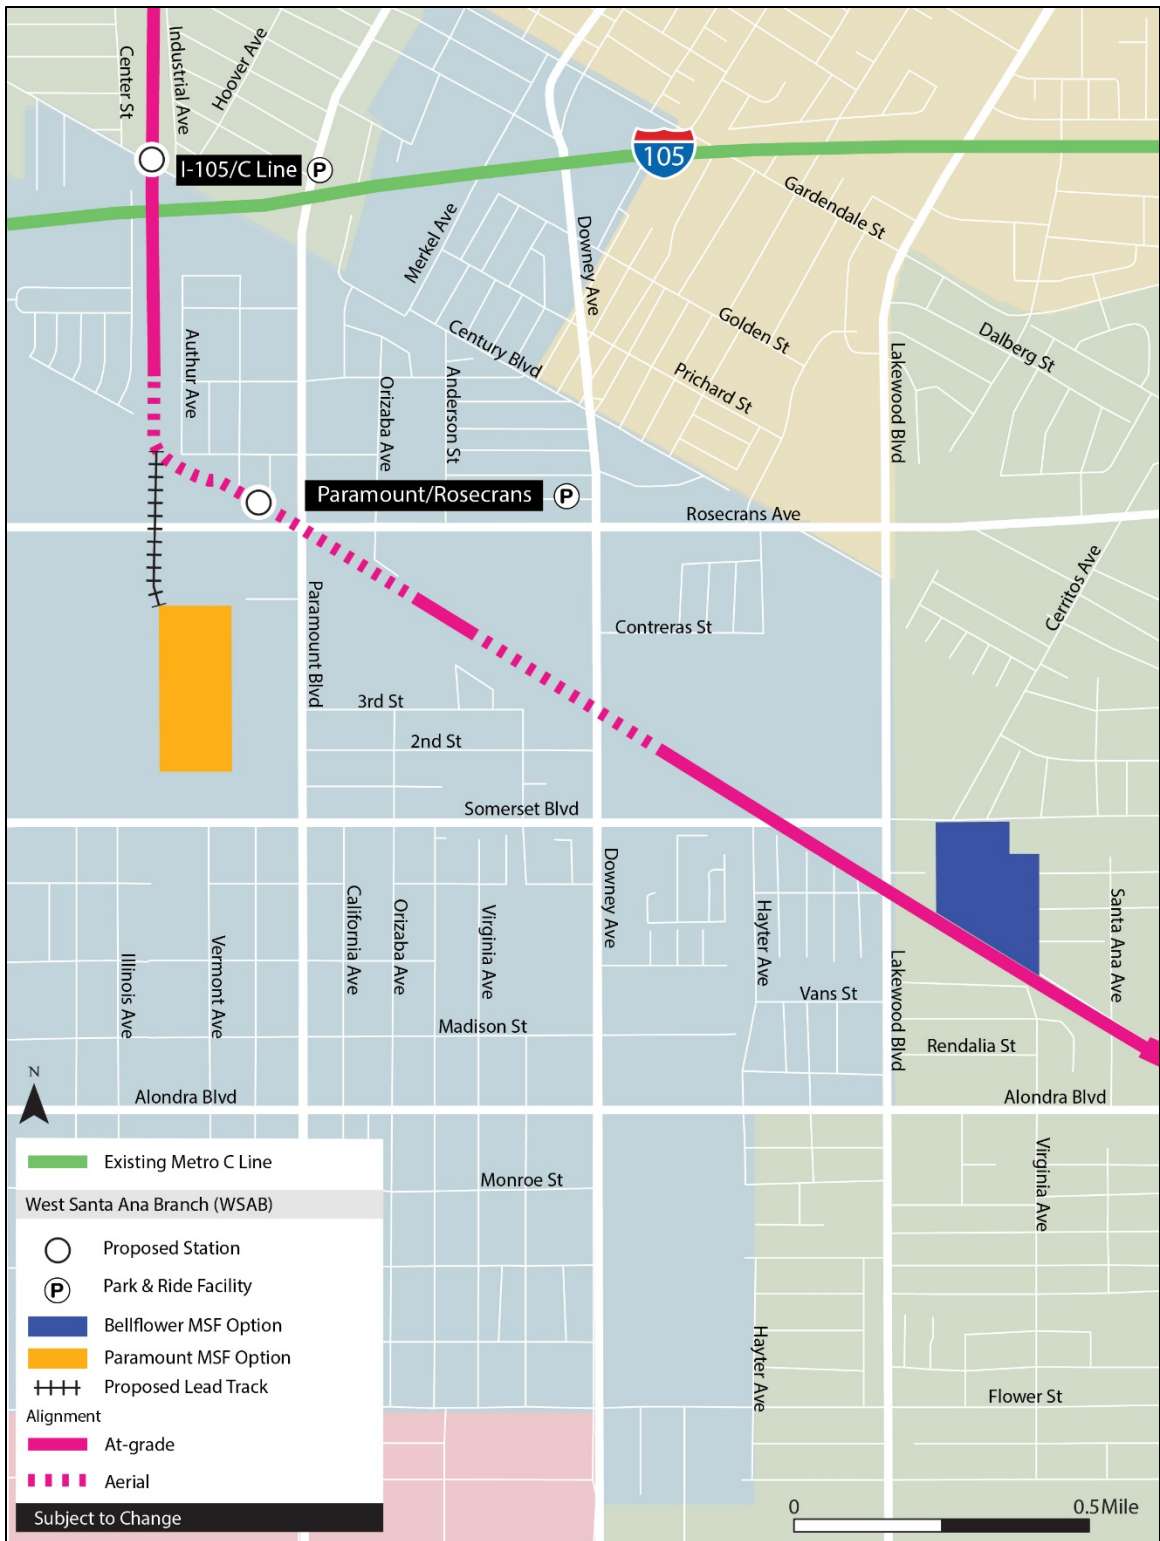 Center St
Industrial Ave
Hoover Ave
I-105/C Line
P
105
Gardendale St
Merkel Ave
Downey Ave
Century Blvd
Golden St
Dalberg St
Prichard St
Lakewood Blvd
Authur Ave
Orizaba Ave
Anderson St
Paramount/Rosecrans
P
Rosecrans Ave
Cerritos Ave
Paramount Blvd
Contreras St
3rd St
2nd St
Somerset Blvd
California Ave
Orizaba Ave
Virginia Ave
Downey Ave
Hayter Ave
Santa Ana Ave
Illinois Ave
Vermont Ave
Lakewood Blvd
Vans St
Madison St
Rendalia St
N
Alondra Blvd
Alondra Blvd
Virginia Ave
Monroe St
Hayter Ave
Flower St
Existing Metro C Line
West Santa Ana Branch (WSAB)
Proposed Station
P
Park & Ride Facility
Bellflower MSF Option
Paramount MSF Option
Proposed Lead Track
Alignment
At-grade
Aerial
Subject to Change
0
0.5Mile